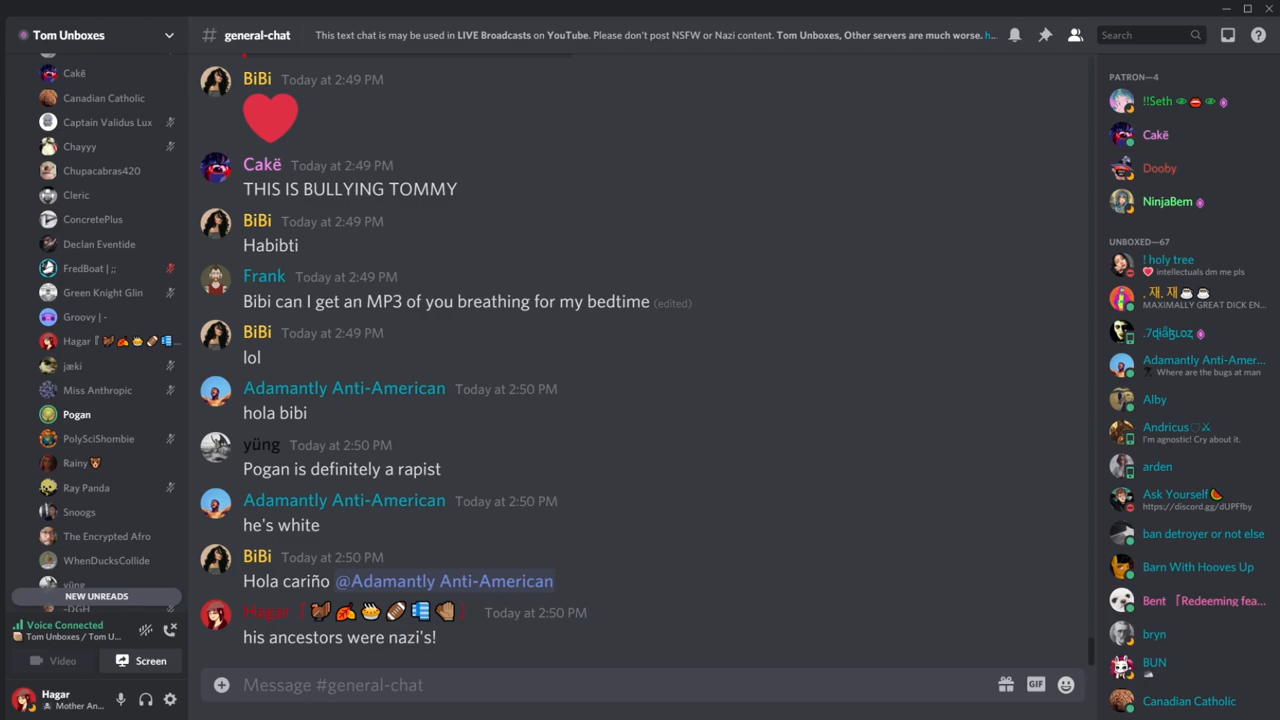 Tom Unboxes
Cakë
Canadian Catholic
Captain Validus Lux
Chayyy
Chupacabras420
Cleric
ConcretePlus
Declan Eventide
FredBoat | ;;
Green Knight Glin
Groovy | -
Hagar『🦃🍂🥧🏈...
jæki
Miss Anthropic
Pogan
PolySciShombie
Rainy
Ray Panda
Snoogs
The Encrypted Afro
WhenDucksCollide
yüng
NEW UNREADS
-DGH
Voice Connected
Tom Unboxes / Tom U...
Video
Screen
Hagar
Mother An...
# general-chat
This text chat is may be used in LIVE Broadcasts on YouTube. Please don't post NSFW or Nazi content. Tom Unboxes, Other servers are much worse. h...
Search
BiBi Today at 2:49 PM
❤
Cakë Today at 2:49 PM
THIS IS BULLYING TOMMY
BiBi Today at 2:49 PM
Habibti
Frank Today at 2:49 PM
Bibi can I get an MP3 of you breathing for my bedtime (edited)
BiBi Today at 2:49 PM
lol
Adamantly Anti-American Today at 2:50 PM
hola bibi
yüng Today at 2:50 PM
Pogan is definitely a rapist
Adamantly Anti-American Today at 2:50 PM
he's white
BiBi Today at 2:50 PM
Hola cariño @Adamantly Anti-American
Hagar『🦃🍂🥧🏈 Today at 2:50 PM
his ancestors were nazi's!
Message #general-chat
GIF
PATRON—4
!!Seth 👁👄👁
Cakë
Dooby
NinjaBem
UNBOXED—67
! holy tree
❤ intellectuals dm me pls
. 재. 재☕☕
MAXIMALLY GREAT DICK EN...
Adamantly Anti-Amer...
Where are the bugs at man
Alby
Andricus♡⚔
I'm agnostic! Cry about it.
arden
Ask Yourself🍉
https://discord.gg/dUPFfby
ban detroyer or not else
Barn With Hooves Up
Bent 「Redeeming fea...
bryn
BUN
Canadian Catholic